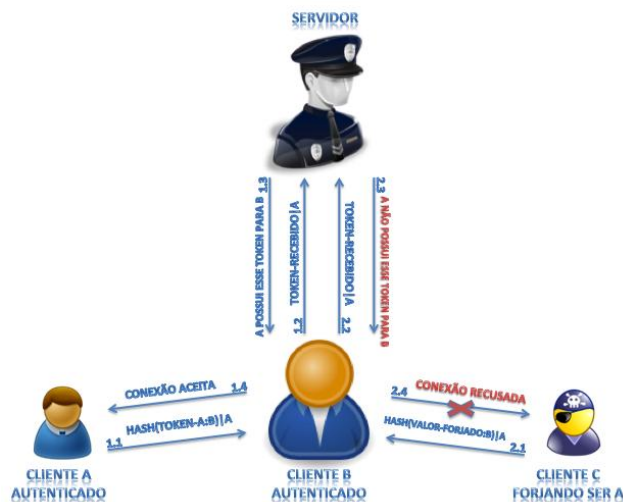 SERVIDOR
1.3
A POSSUI ESSE TOKEN PARA B
1.2
TOKEN-RECEBIDO|A
2.2
TOKEN-RECEBIDO|A
2.3
A NÃO POSSUI ESSE TOKEN PARA B
CONEXÃO ACEITA
1.4
1.1
HASH(TOKEN-A:B)|A
2.4
CONEXÃO RECUSADA
HASH(VALOR-FORJADO:B)|A
2.1
CLIENTE A
AUTENTICADO
CLIENTE B
AUTENTICADO
CLIENTE C
FORJANDO SER A